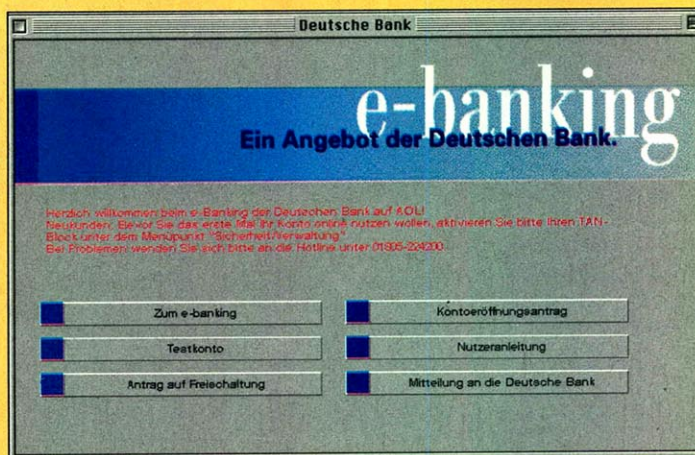 Deutsche Bank
e-banking
Ein Angebot der Deutschen Bank.
Herzlich willkommen beim e-Banking der Deutschen Bank auf AOL!
Neukunden: Bevor Sie das erste Mal Ihr Konto online nutzen wollen, aktivieren Sie bitte Ihren TAN-
Block unter dem Menüpunkt "Sicherheit/Verwaltung"
Bei Problemen wenden Sie sich bitte an die Hotline unter 01805-224200
Zum e-banking
Kontoeröffnungsantrag
Testkonto
Nutzeranleitung
Antrag auf Freischaltung
Mitteilung an die Deutsche Bank